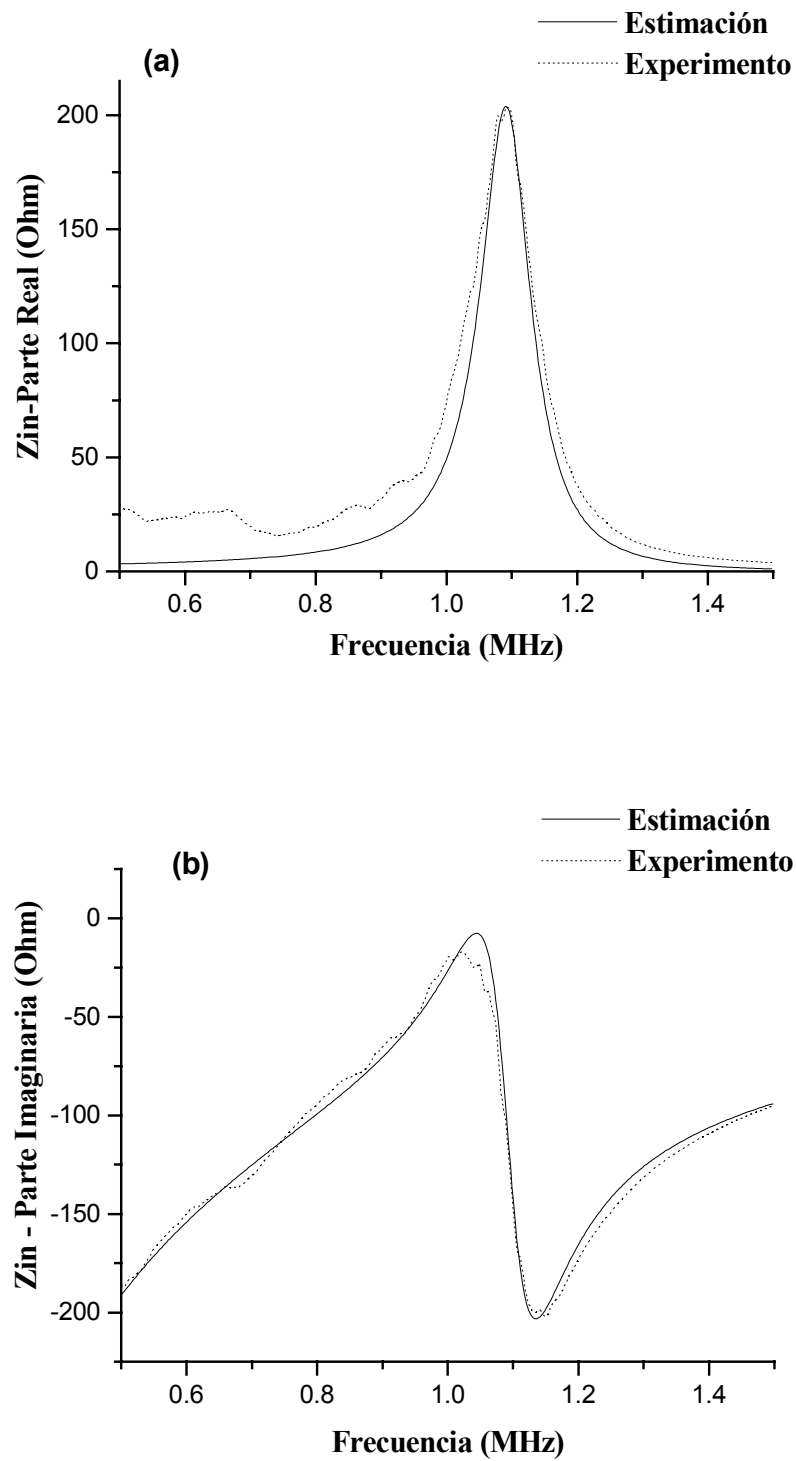 Estimación
Experimento
(a)
200
150
100
50
0
Zin-Parte Real (Ohm)
0.6 0.8 1.0 1.2 1.4
Frecuencia (MHz)
Estimación
Experimento
(b)
0
-50
-100
-150
-200
Zin - Parte Imaginaria (Ohm)
0.6 0.8 1.0 1.2 1.4
Frecuencia (MHz)